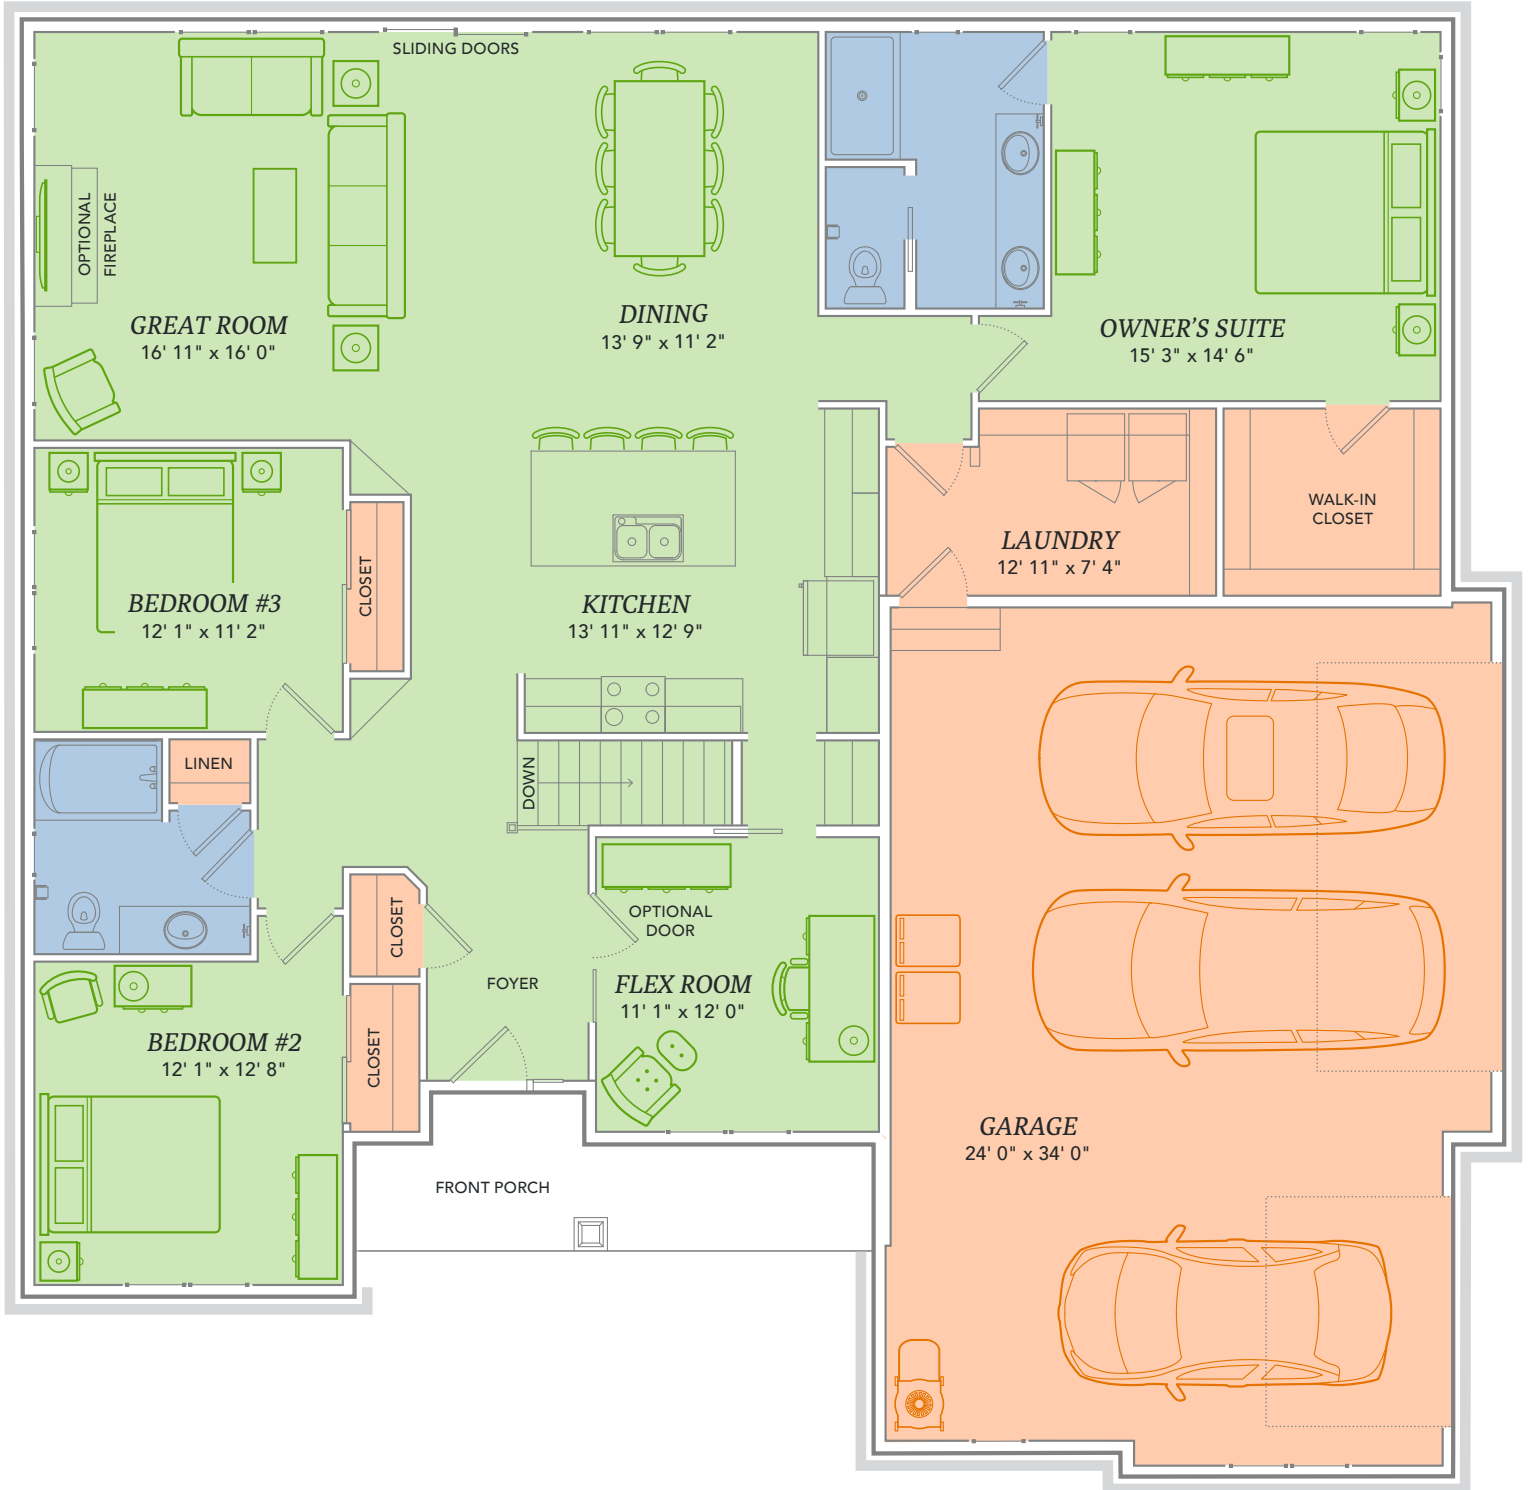 SLIDING DOORS
OPTIONAL
FIREPLACE
GREAT ROOM
16' 11" x 16' 0"
DINING
13' 9" x 11' 2"
OWNER’S SUITE
15' 3" x 14' 6"
WALK-IN
CLOSET
LAUNDRY
12' 11" x 7' 4"
CLOSET
BEDROOM #3
12' 1" x 11' 2"
KITCHEN
13' 11" x 12' 9"
LINEN
DOWN
CLOSET
OPTIONAL
DOOR
FOYER
FLEX ROOM
11' 1" x 12' 0"
BEDROOM #2
12' 1" x 12' 8"
CLOSET
GARAGE
24' 0" x 34' 0"
FRONT PORCH